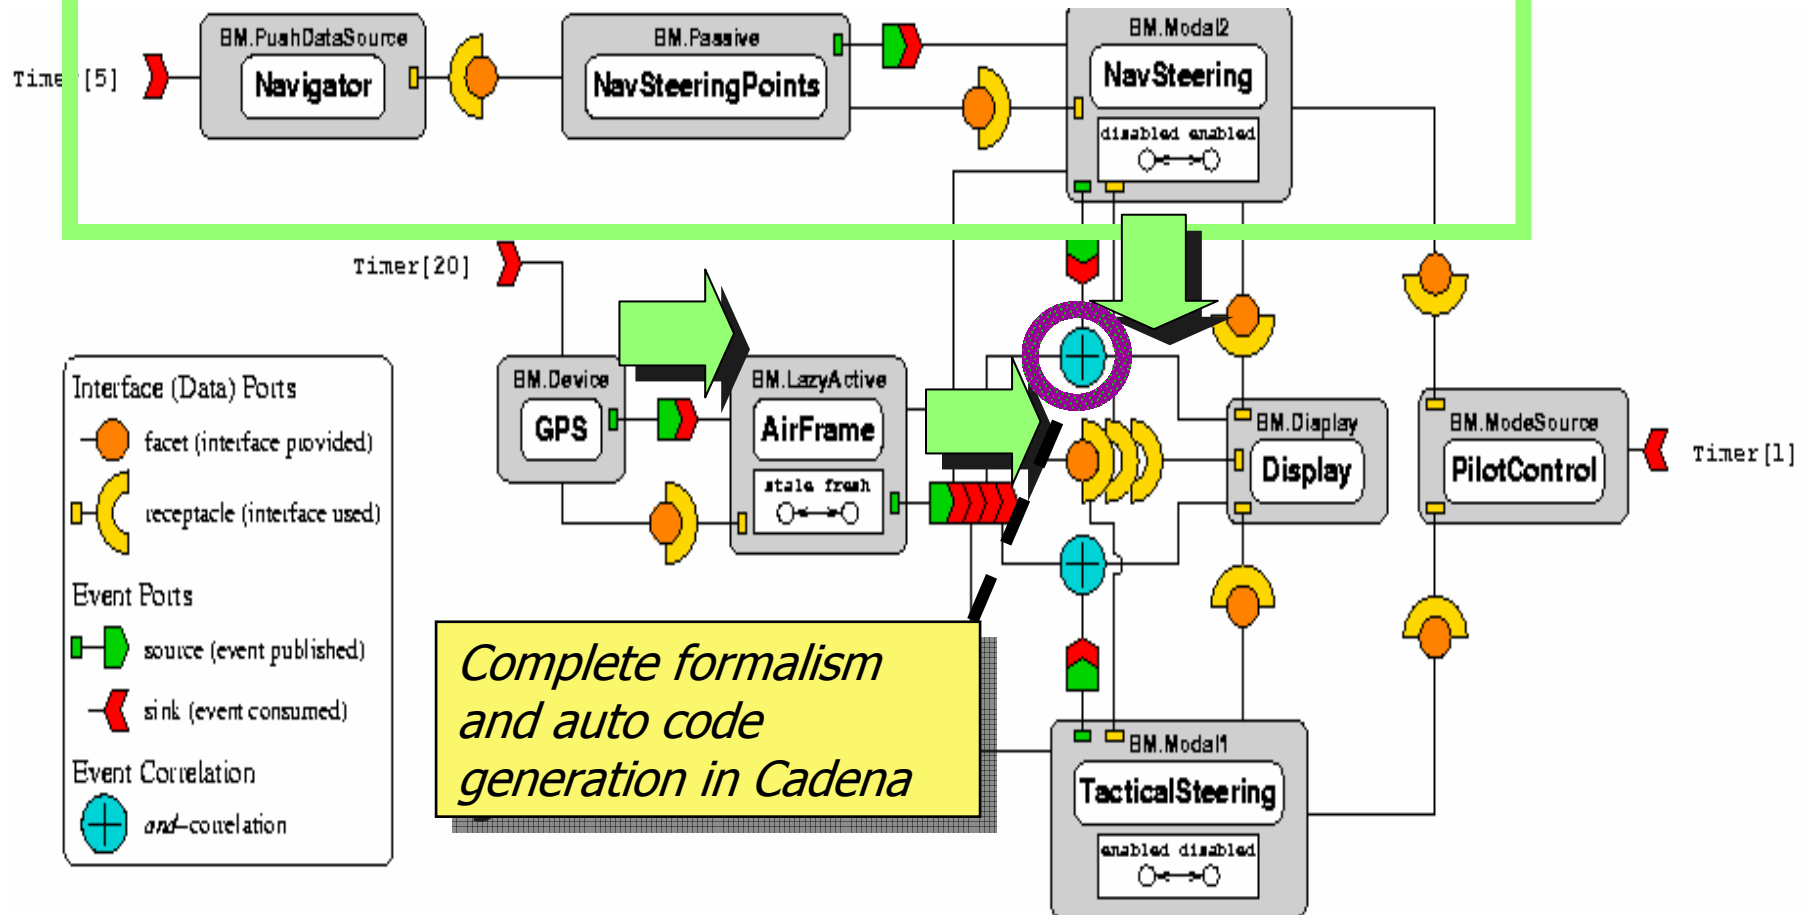 BM.PushDataSource
Navigator
BM.Passive
NavSteeringPoints
BM.Modal2
NavSteering
disabled enabled
Timer[5]
Timer[20]
BM.Device
GPS
BM.LazyActive
AirFrame
stale fresh
BM.Display
Display
BM.ModeSource
PilotControl
Timer[1]
Interface (Data) Ports
facet (interface provided)
receptacle (interface used)
Event Ports
source (event published)
sink (event consumed)
Event Correlation
and-correlation
Complete formalism
and auto code
generation in Cadena
BM.Modal1
TacticalSteering
enabled disabled